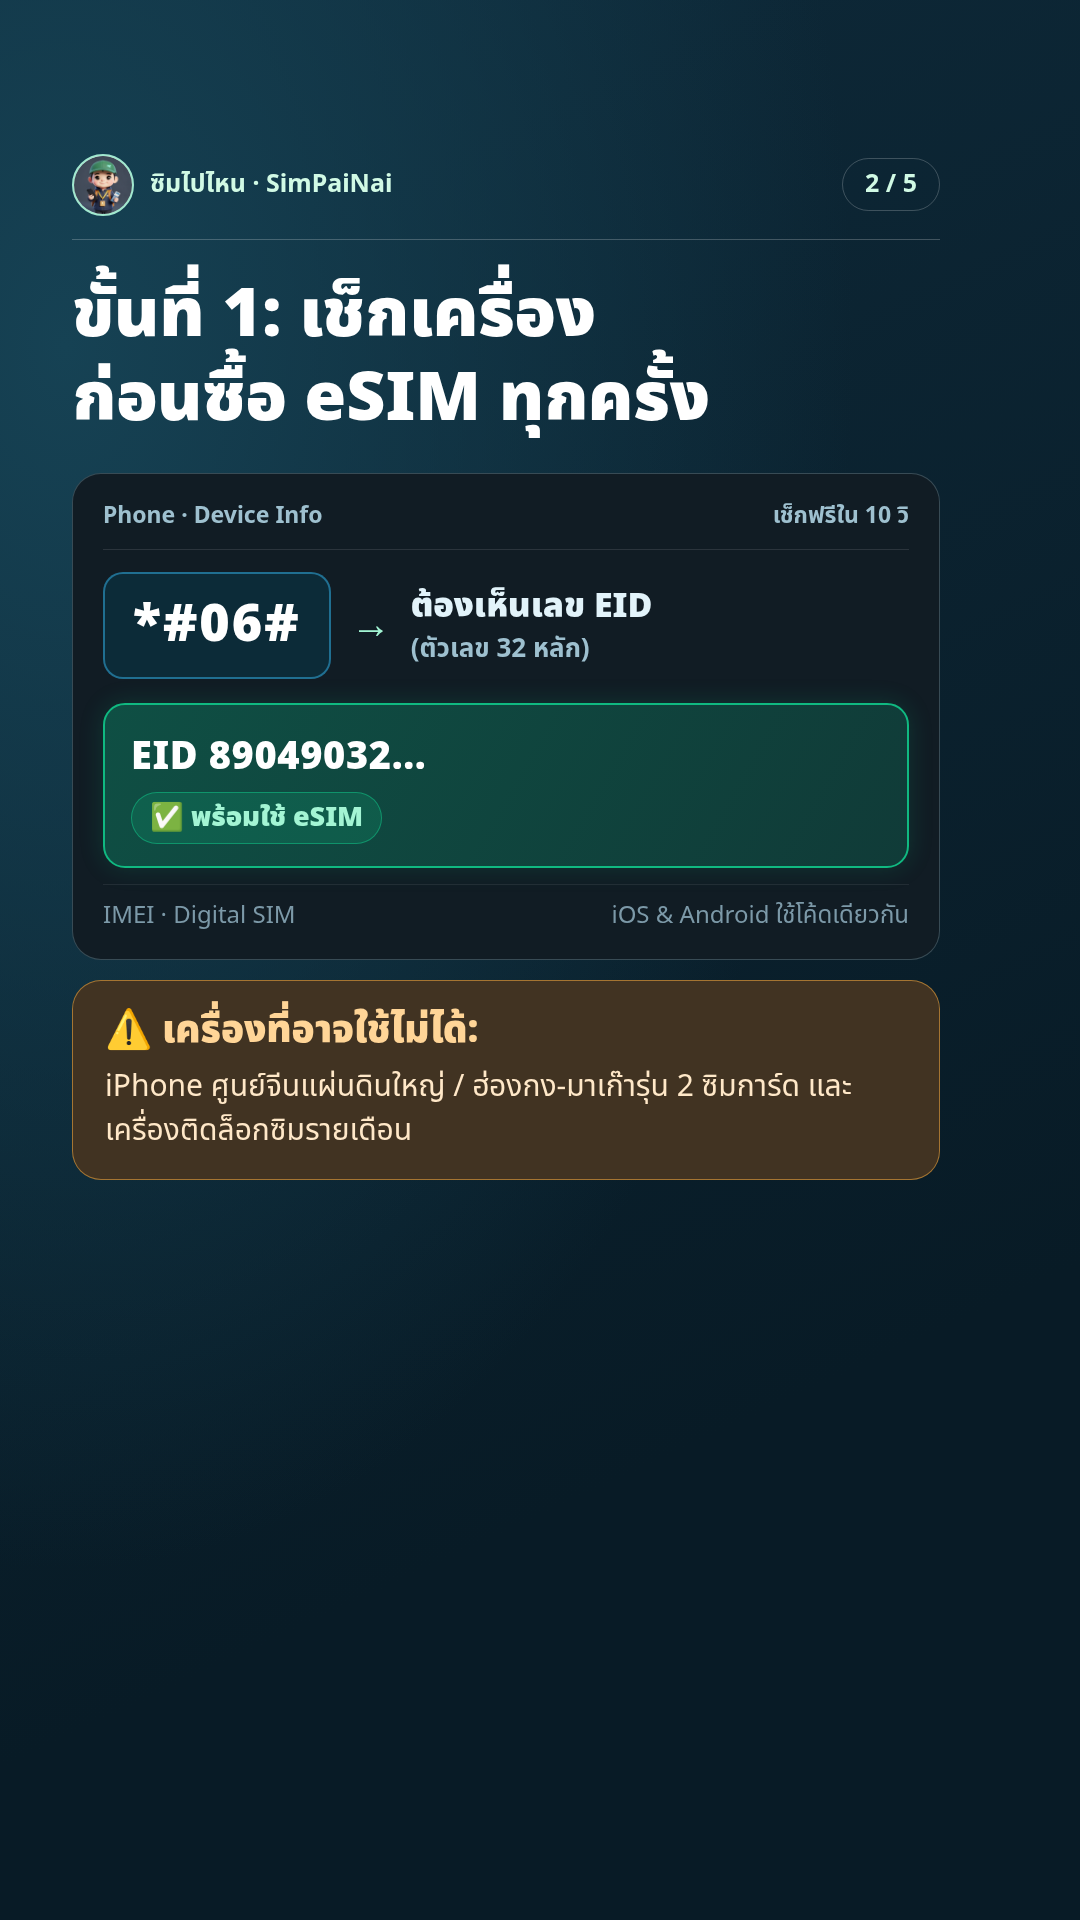 ซิมไปไหน · SimPaiNai
2 / 5
ขั้นที่ 1: เช็กเครื่อง
ก่อนซื้อ eSIM ทุกครั้ง
Phone · Device Info
เช็กฟรีใน 10 วิ
*#06#
→
ต้องเห็นเลข EID
(ตัวเลข 32 หลัก)
EID 89049032...
✅ พร้อมใช้ eSIM
IMEI · Digital SIM
iOS & Android ใช้โค้ดเดียวกัน
⚠️ เครื่องที่อาจใช้ไม่ได้:
iPhone ศูนย์จีนแผ่นดินใหญ่ / ฮ่องกง-มาเก๊ารุ่น 2 ซิมการ์ด และ
เครื่องติดล็อกซิมรายเดือน